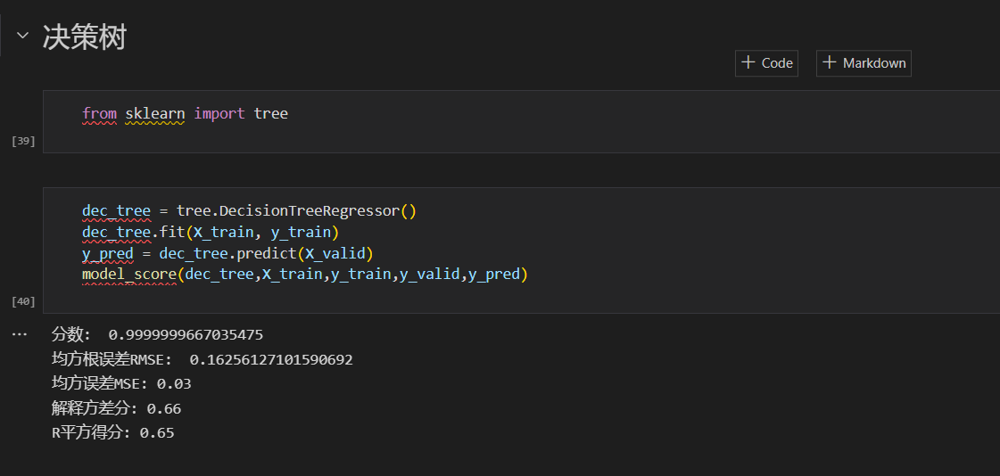 决策树
+ Code
+ Markdown
from sklearn import tree
[39]
dec_tree = tree.DecisionTreeRegressor()
dec_tree.fit(X_train, y_train)
y_pred = dec_tree.predict(X_valid)
model_score(dec_tree,X_train,y_train,y_valid,y_pred)
[40]
... 
分数:  0.9999999667035475
均方根误差RMSE:  0.16256127101590692
均方误差MSE: 0.03
解释方差分: 0.66
R平方得分: 0.65